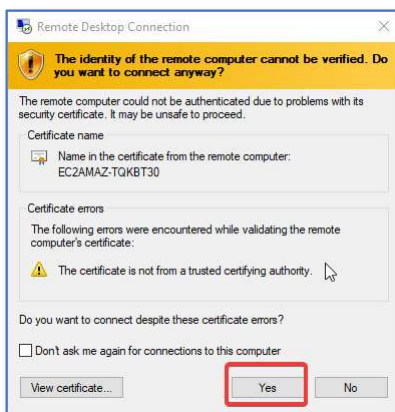 Remote Desktop Connection
The identity of the remote computer cannot be verified. Do
you want to connect anyway?
The remote computer could not be authenticated due to problems with its
security certificate. It may be unsafe to proceed.
Certificate name
Name in the certificate from the remote computer:
EC2AMAZ-TQKBT30
Certificate errors
The following errors were encountered while validating the remote
computer's certificate:
The certificate is not from a trusted certifying authority.
Do you want to connect despite these certificate errors?
Don't ask me again for connections to this computer
View certificate...
Yes
No